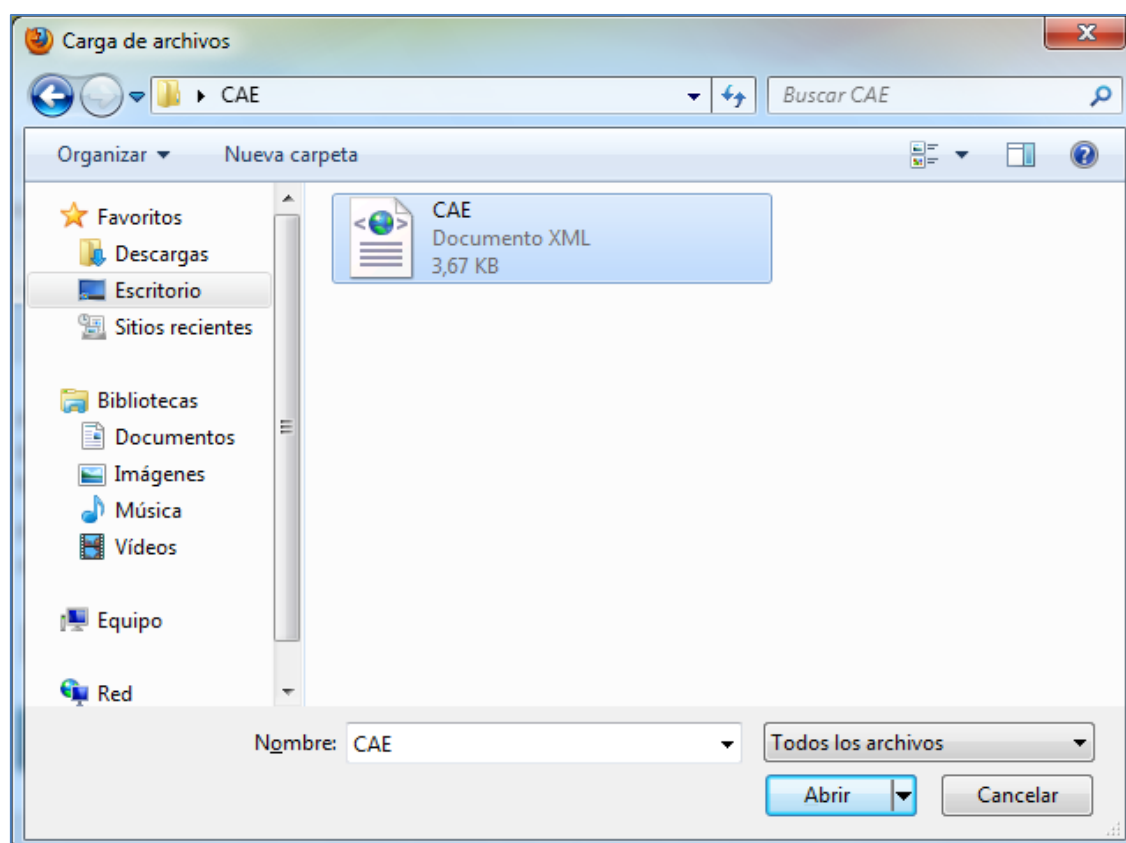 Carga de archivos
CAE
Buscar CAE
Organizar
Nueva carpeta
Favoritos
Descargas
Escritorio
Sitios recientes
Bibliotecas
Documentos
Imágenes
Música
Vídeos
Equipo
Red
CAE
Documento XML
3,67 KB
Nombre: CAE
Todos los archivos
Abrir
Cancelar